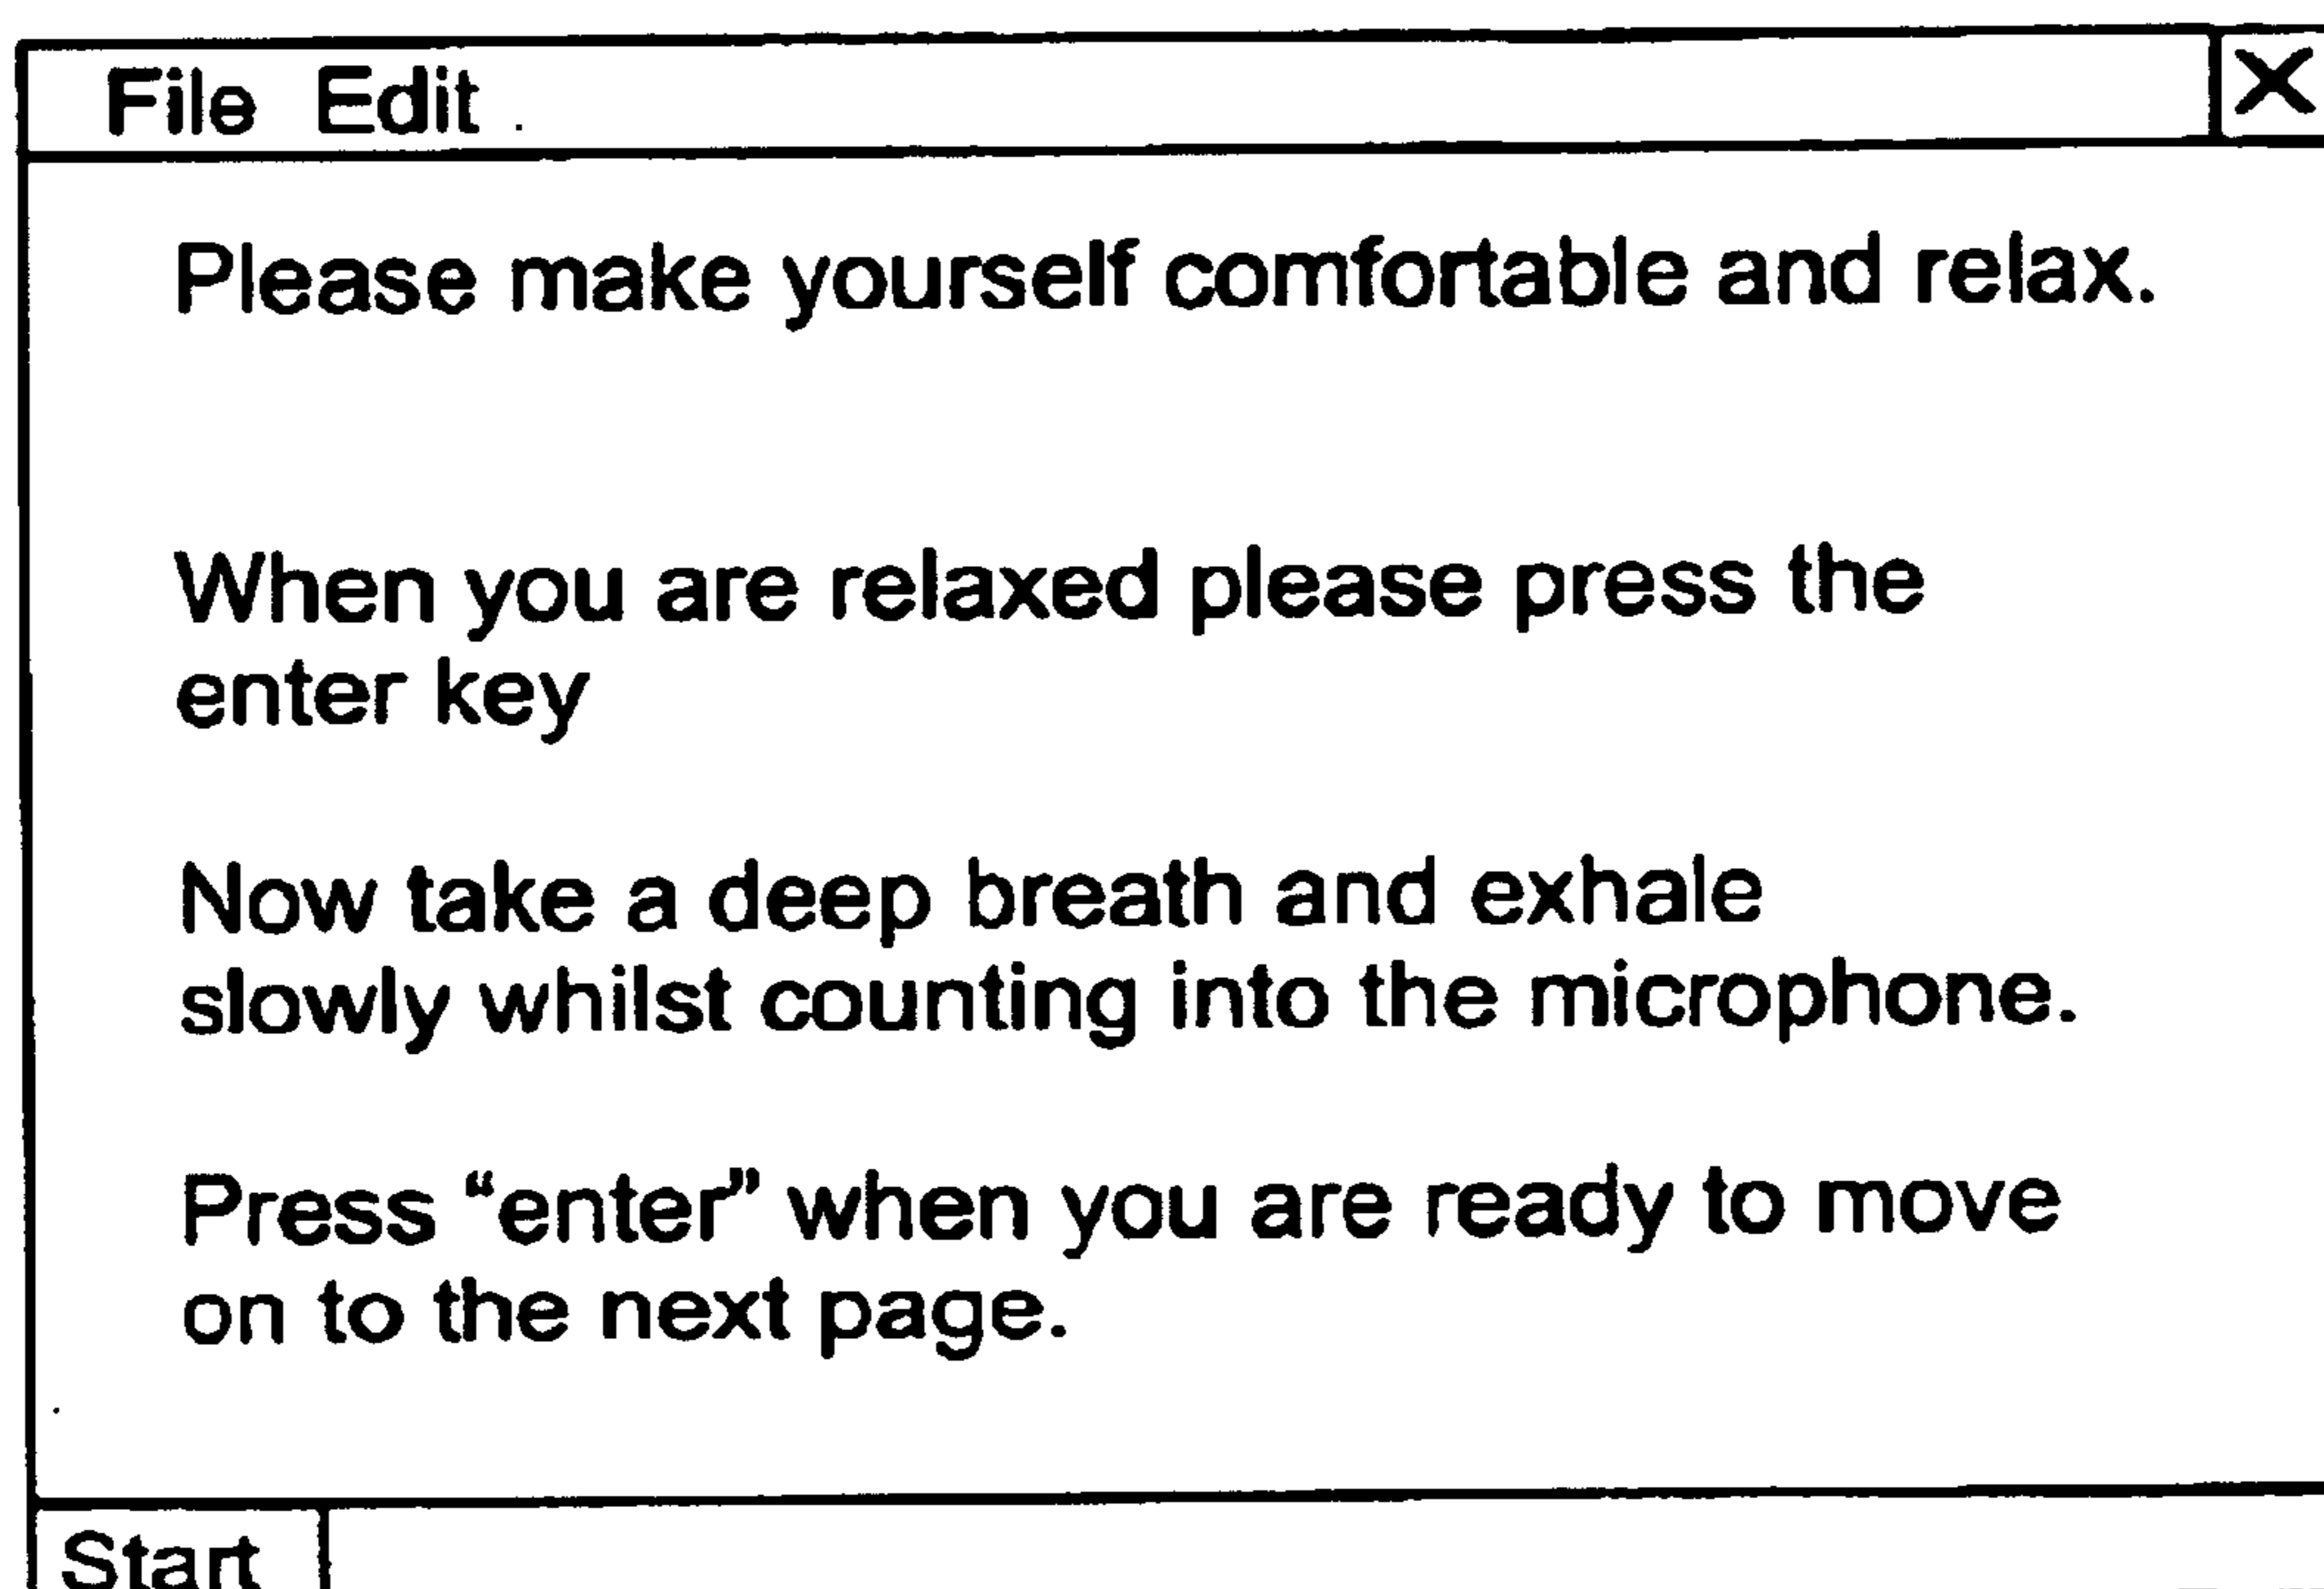 File Edit
X
Please make yourself comfortable and relax.
When you are relaxed please press the
enter key
Now take a deep breath and exhale
slowly whilst counting into the microphone.
Press “enter” when you are ready to move
on to the next page.
Start